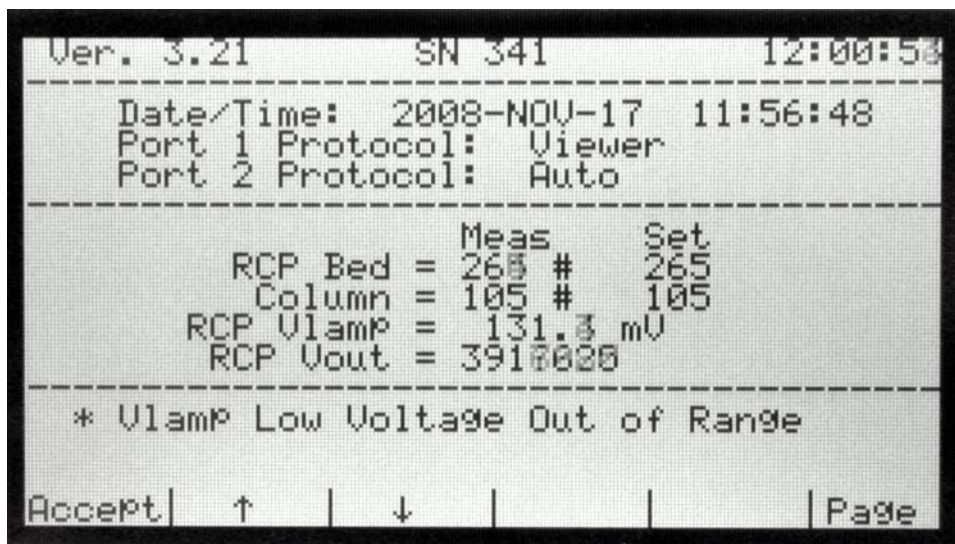 Ver. 3.21 SN 341
Date/Time: 2008-NOV-17 11:56:48
Port 1 Protocol: Viewer
Port 2 Protocol: Auto
Meas Set
RCP Bed = # 265
Column = 105 # 105
RCP Vlamp = mV
RCP Vout =
* Vlamp Low Voltage Out of Range
Accept ↑ ↓ Page